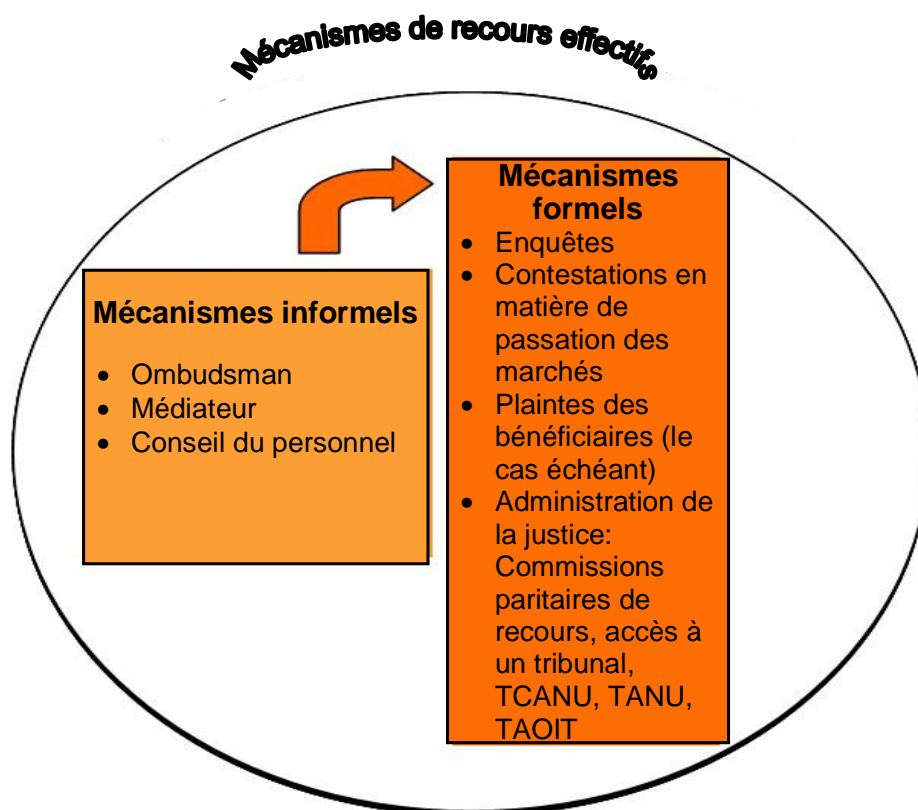 Mécanismes de recours effectifs
Mécanismes informels
• Ombudsman
• Médiateur
• Conseil du personnel
Mécanismes
formels
• Enquêtes
• Contestations en
matière de
passation des
marchés
• Plaintes des
bénéficiaires (le
cas échéant)
• Administration de
la justice:
Commissions
paritaires de
recours, accès à
un tribunal,
TCANU, TANU,
TAOIT